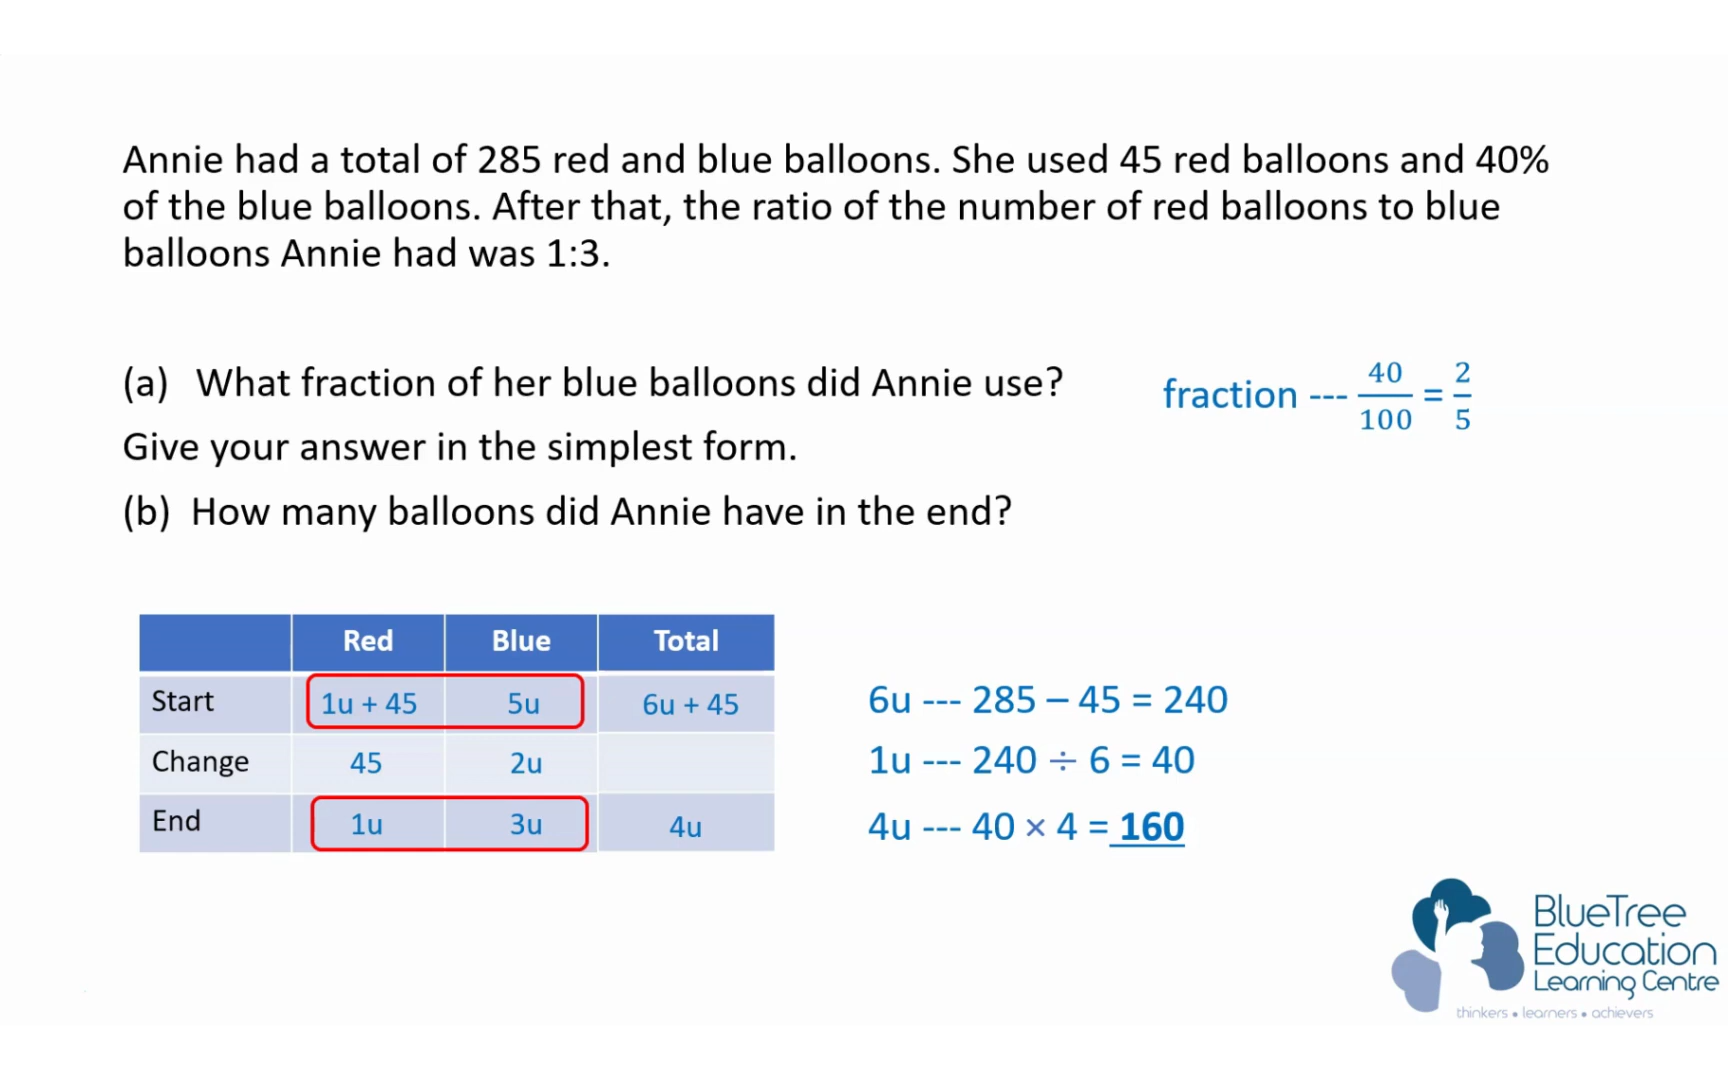 Annie had a total of 285 red and blue balloons. She used 45 red balloons and 40%
of the blue balloons. After that, the ratio of the number of red balloons to blue
balloons Annie had was 1:3.
(a) What fraction of her blue balloons did Annie use?
fraction --- 40/100 = 2/5
Give your answer in the simplest form.
(b) How many balloons did Annie have in the end?
Red Blue Total
Start 1u + 45 5u 6u + 45
Change 45 2u
End 1u 3u 4u
6u --- 285 – 45 = 240
1u --- 240 ÷ 6 = 40
4u --- 40 × 4 = 160
BlueTree
Education
Learning Centre
thinkers • learners • achievers